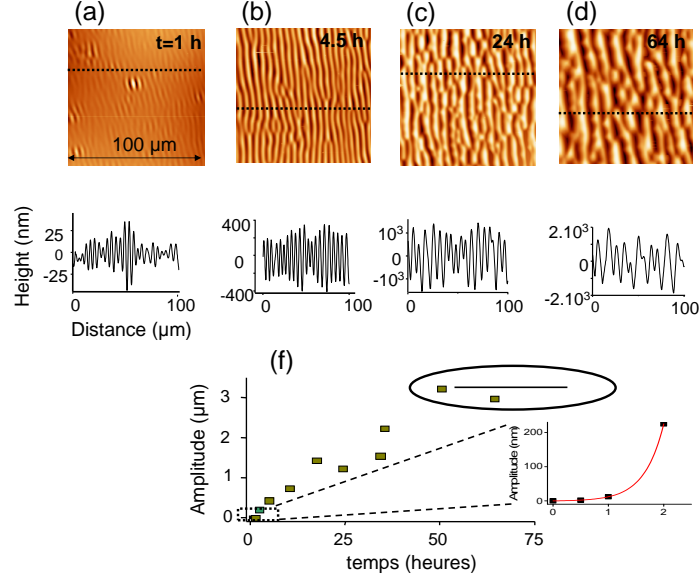 (a) (b) (c) (d)
t=1 h 4.5 h 24 h 64 h
100 µm
Height (nm)
25
0
-25
0 100
400
0
-400
0 100
10³
0
-10³
0 100
2.10³
0
-2.10³
0 100
Distance (µm)
(f)
Amplitude (µm)
3
2
1
0
0 25 50 75
temps (heures)
Amplitude (nm)
200
100
0
0 1 2